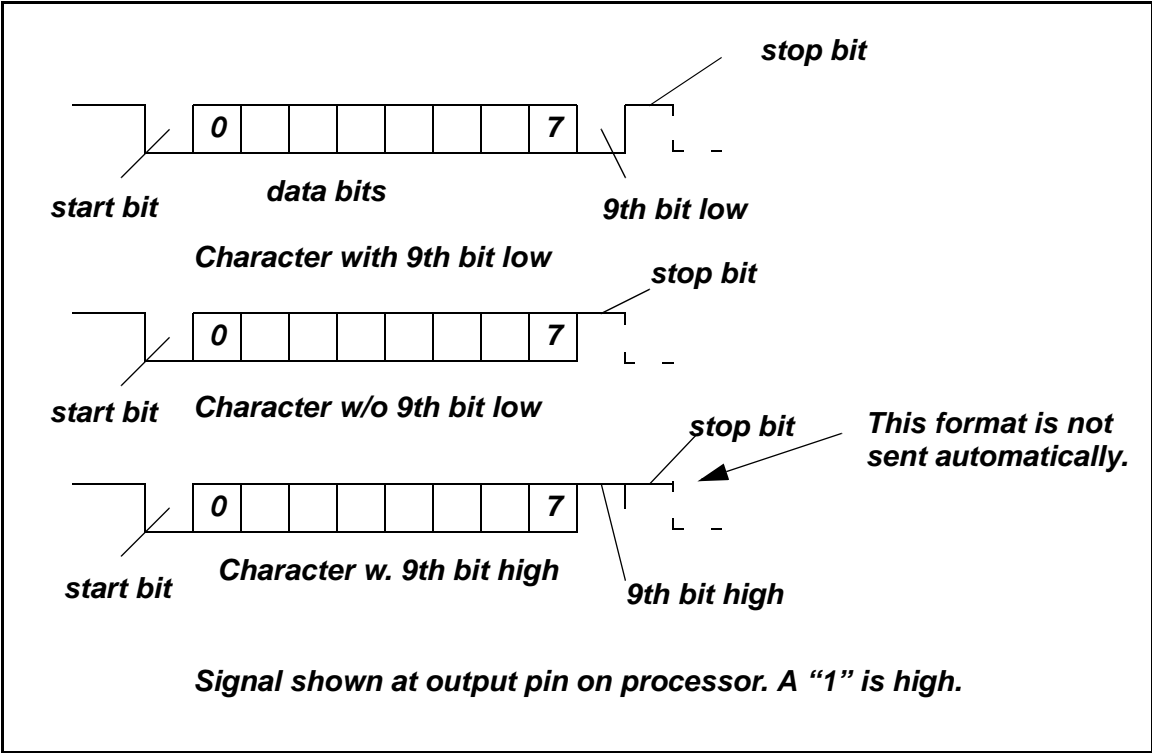 stop bit
0 7
start bit
data bits
9th bit low
Character with 9th bit low
stop bit
0 7
start bit
Character w/o 9th bit low
stop bit
This format is not
sent automatically.
0 7
start bit
Character w. 9th bit high
9th bit high
Signal shown at output pin on processor. A “1” is high.